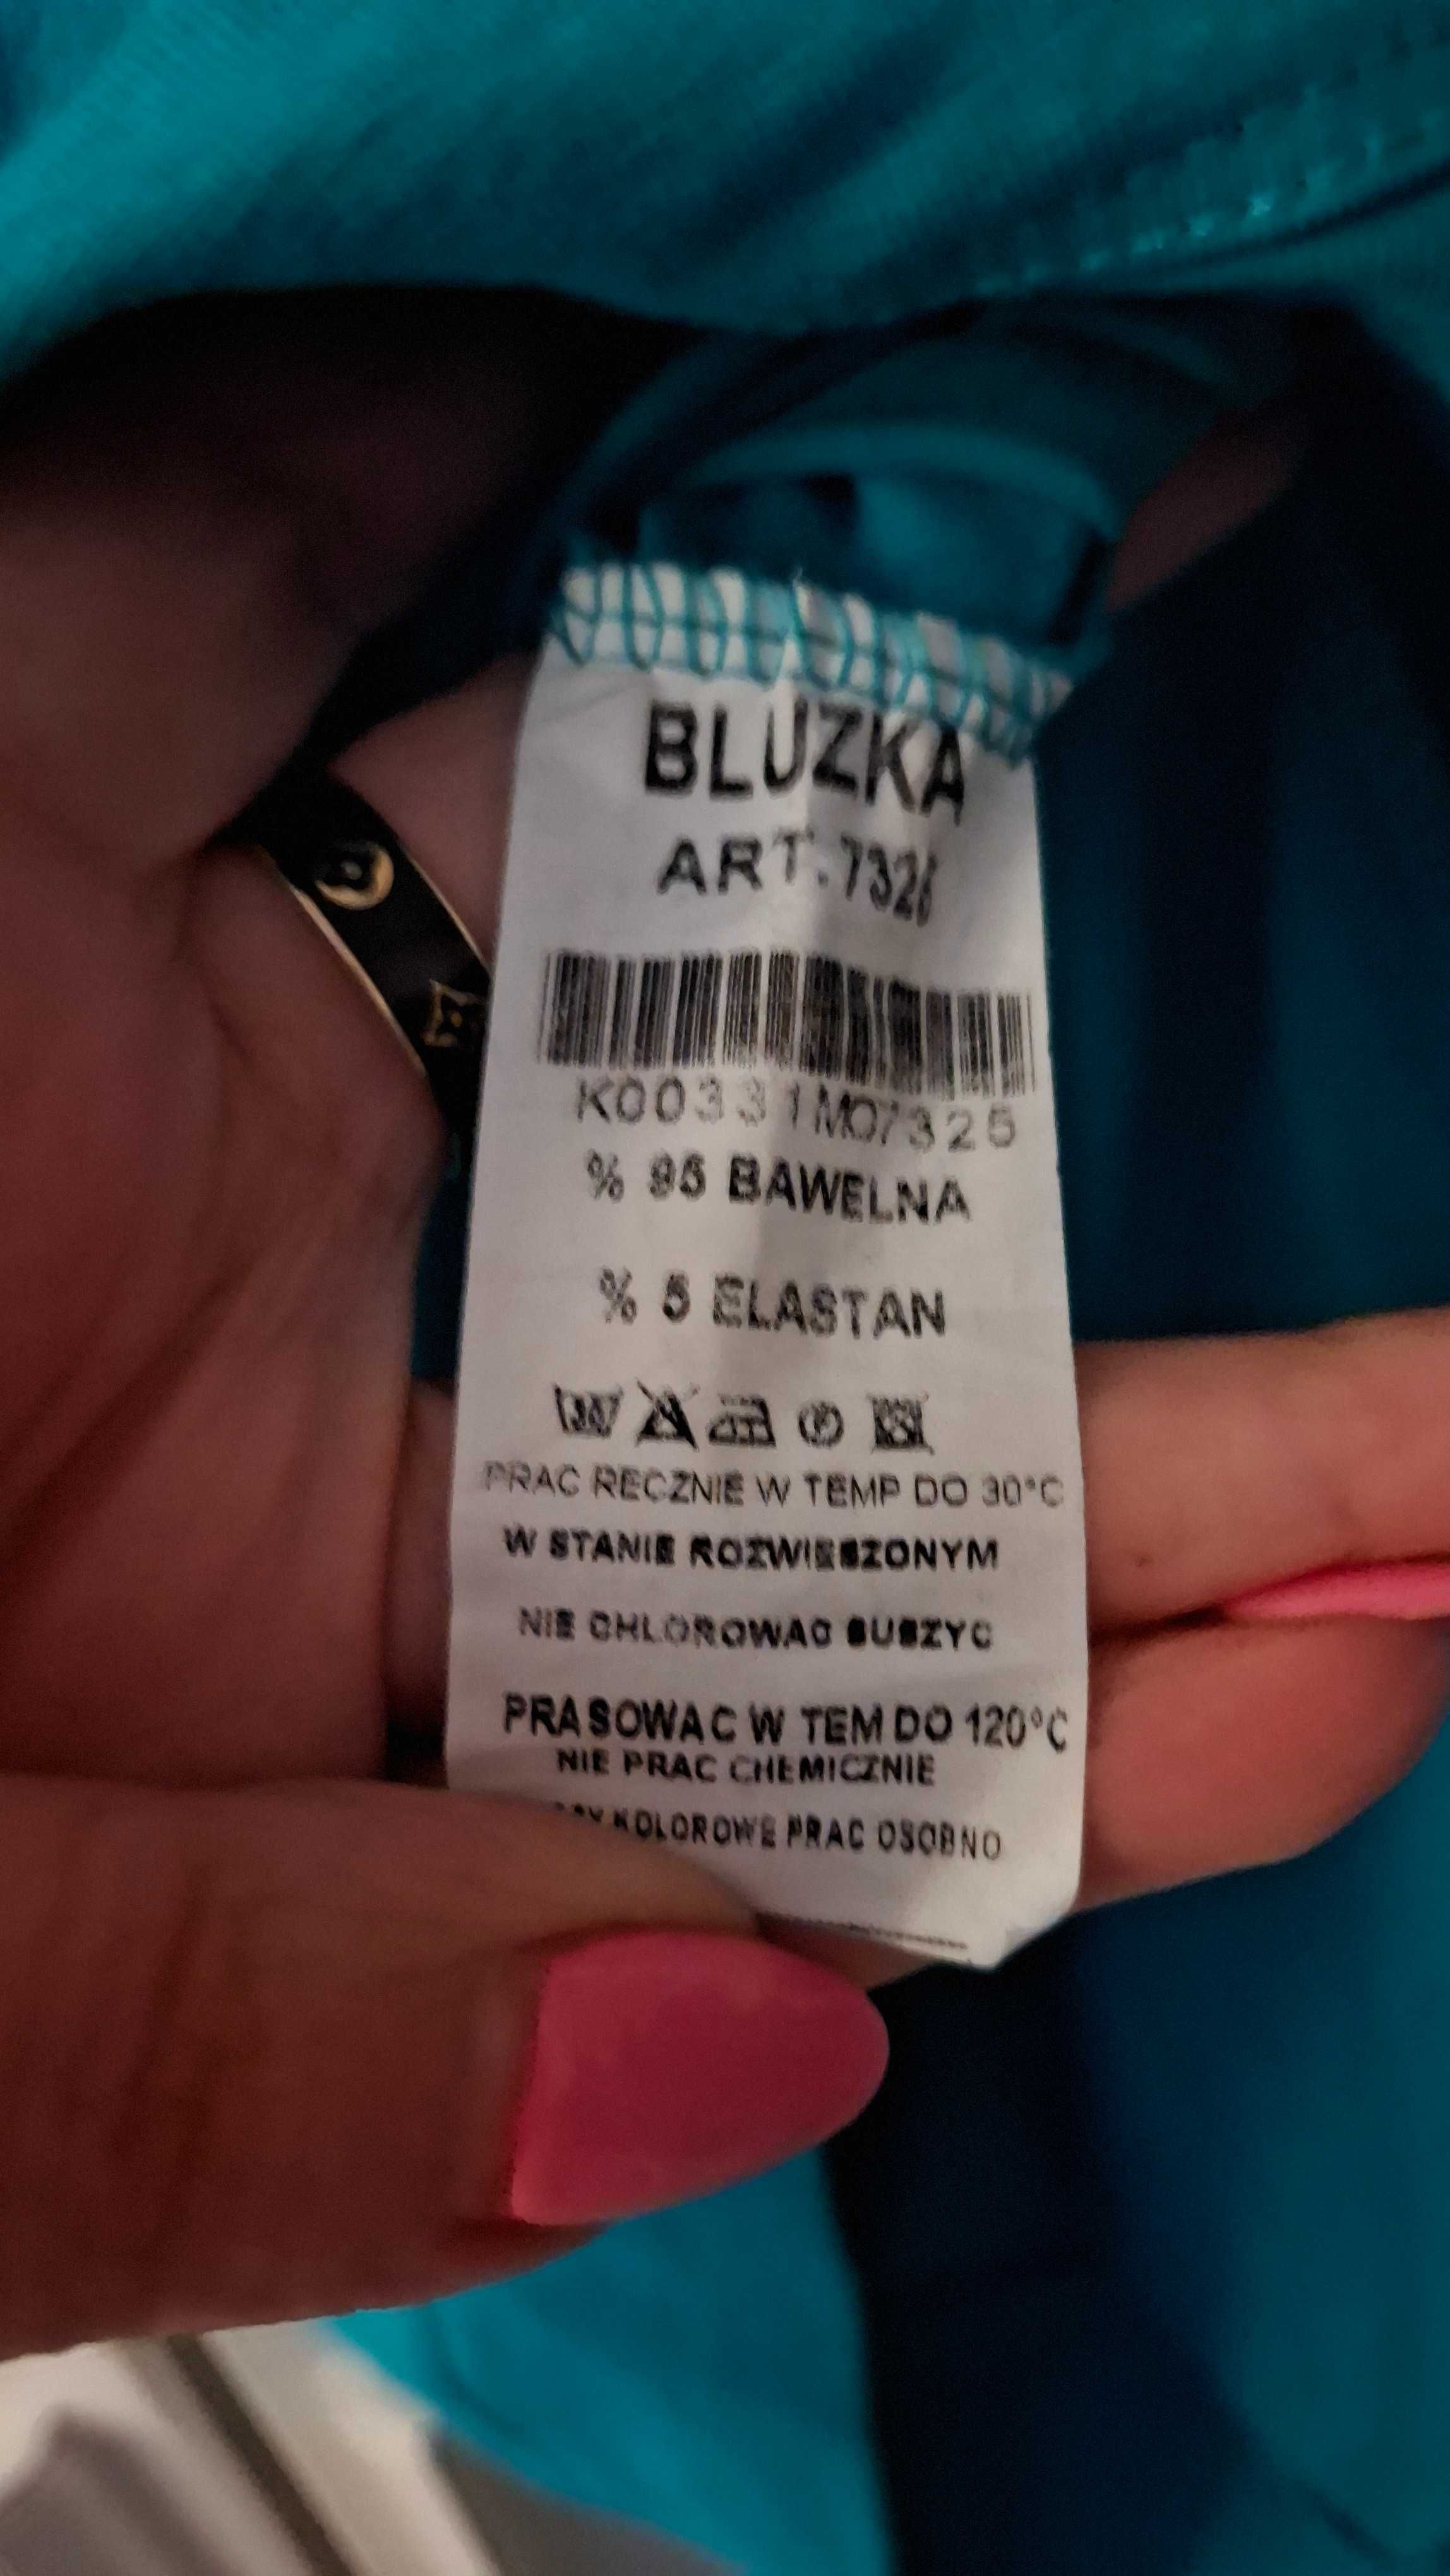 BLUZKA
ART.7325
K00331M07325
% 95 BAWELNA
% 5 ELASTAN
PRAC RECZNIE W TEMP DO 30°C
W STANIE ROZWIESZONYM
NIE CHLOROWAC SUSZYC
PRASOWAC W TEM DO 120°C
NIE PRAC CHEMICZNIE
KOLOROWE PRAC OSOBNO